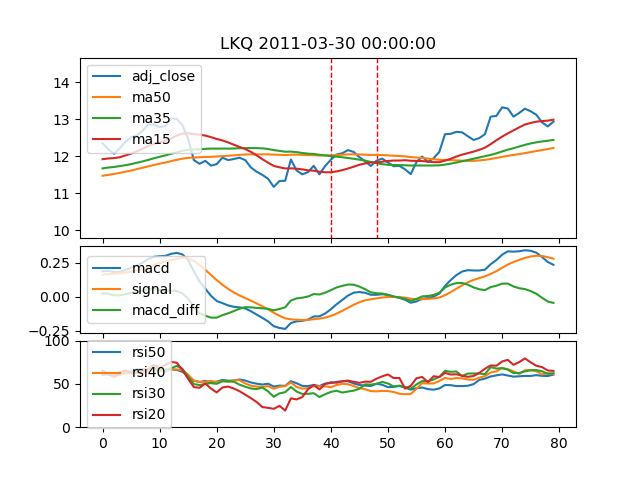 LKQ 2011-03-30 00:00:00
14
13
12
11
10
adj_close
ma50
ma35
ma15
0.25
0.00
−0.25
macd
signal
macd_diff
100
50
0
rsi50
rsi40
rsi30
rsi20
0 10 20 30 40 50 60 70 80